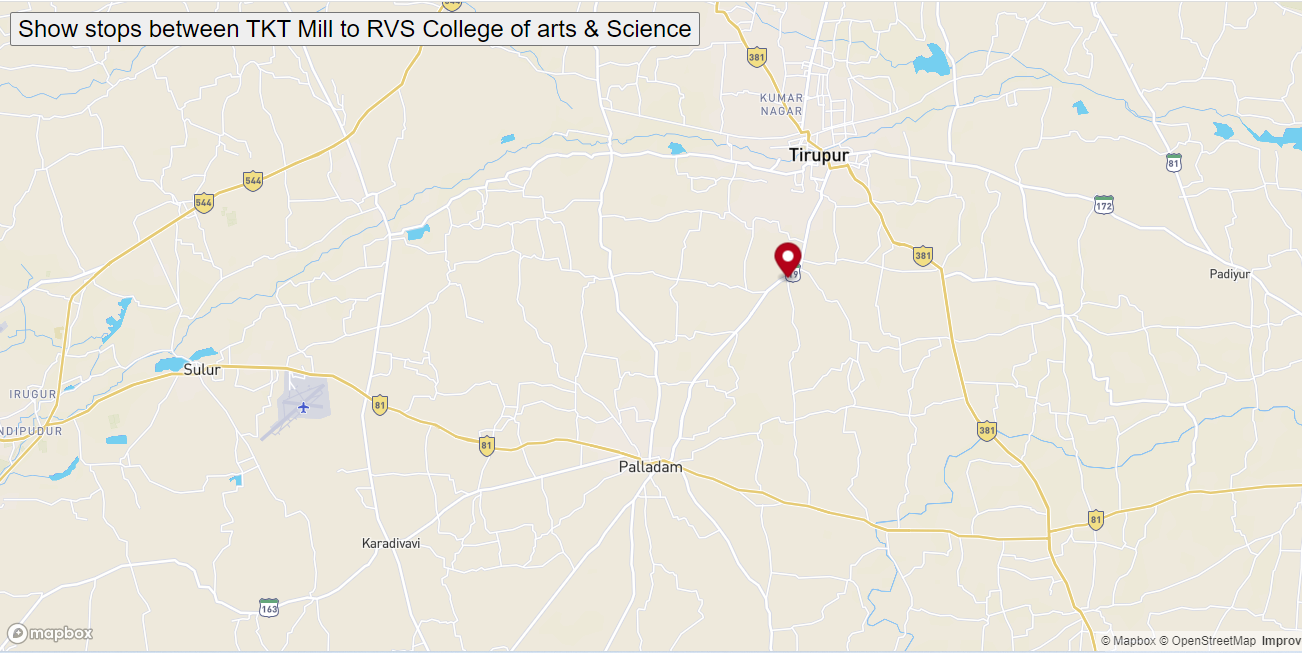 544
Show stops between TKT Mill to RVS College of arts & Science
381
KUMAR
NAGAR
Tirupur
81
544
544
172
381
Padiyur
Sulur
IRUGUR
81
NDIPUDUR
381
81
Palladam
81
Karadivavi
163
mapbox
© Mapbox © OpenStreetMap Improv